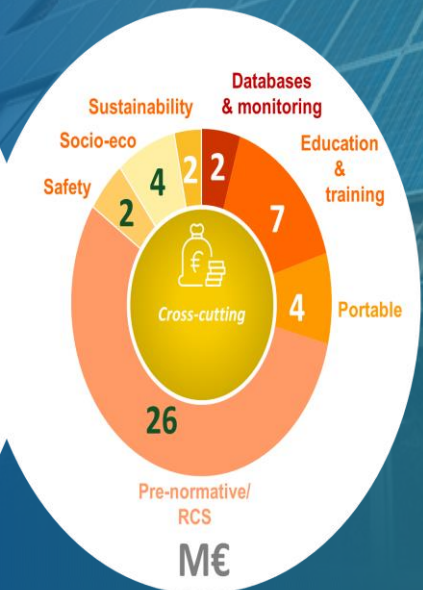 Databases
& monitoring
Sustainability
Socio-eco
Safety
Education
&
training
2
4
2
2
7
4
Portable
€
Cross-cutting
26
Pre-normative/
RCS
M€